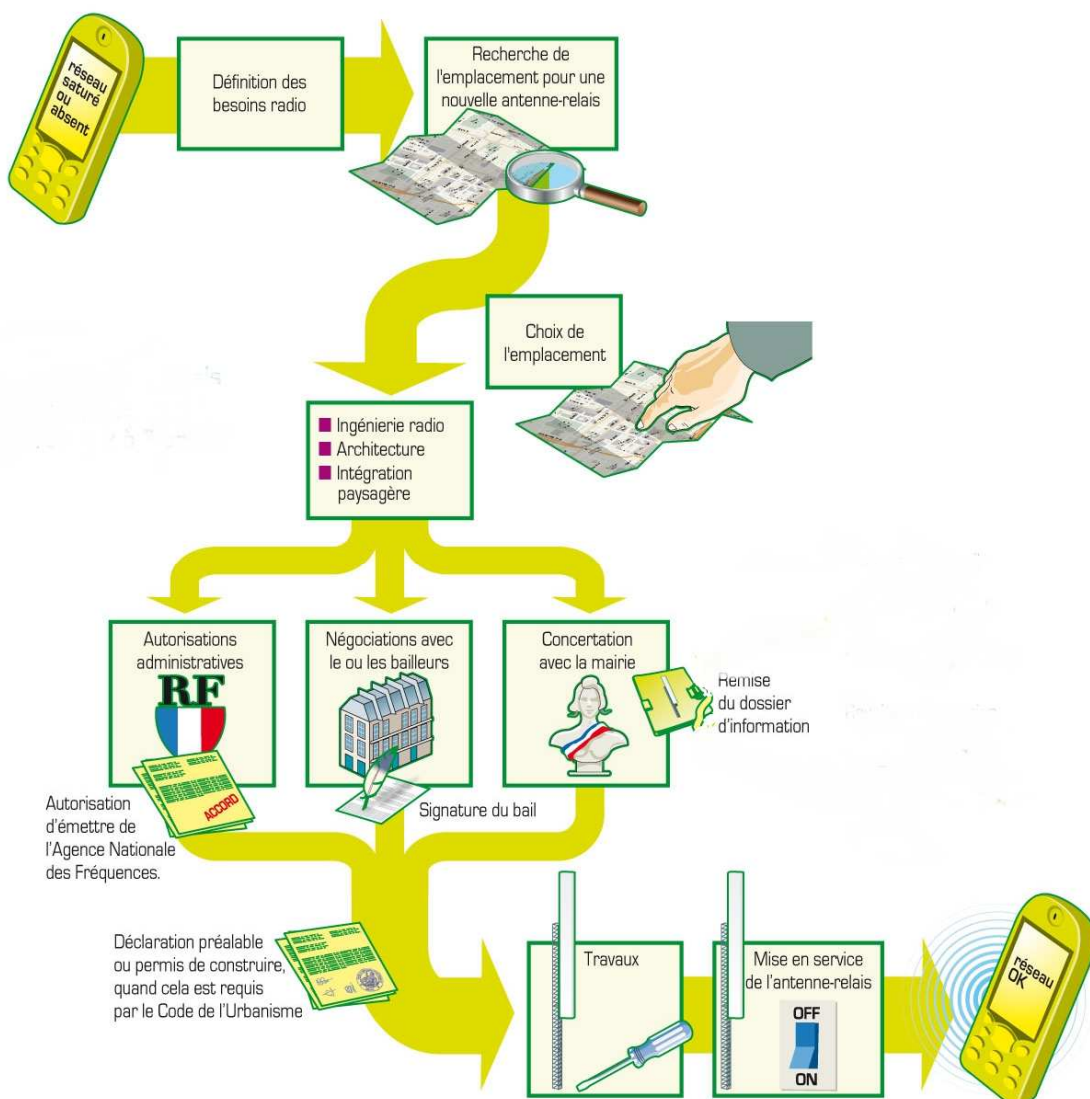 réseau
saturé
ou
absent
Définition des
besoins radio
Recherche de
l'emplacement pour une
nouvelle antenne-relais
Choix de
l'emplacement
Ingénierie radio
Architecture
Intégration
paysagère
Autorisations
administratives
RF
ACCORD
Autorisation
d'émettre de
l'Agence Nationale
des Fréquences.
Négociations avec
le ou les bailleurs
Signature du bail
Concertation
avec la mairie
Remise
du dossier
d'information
Déclaration préalable
ou permis de construire,
quand cela est requis
par le Code de l'Urbanisme
Travaux
Mise en service
de l'antenne-relais
OFF
ON
réseau
OK